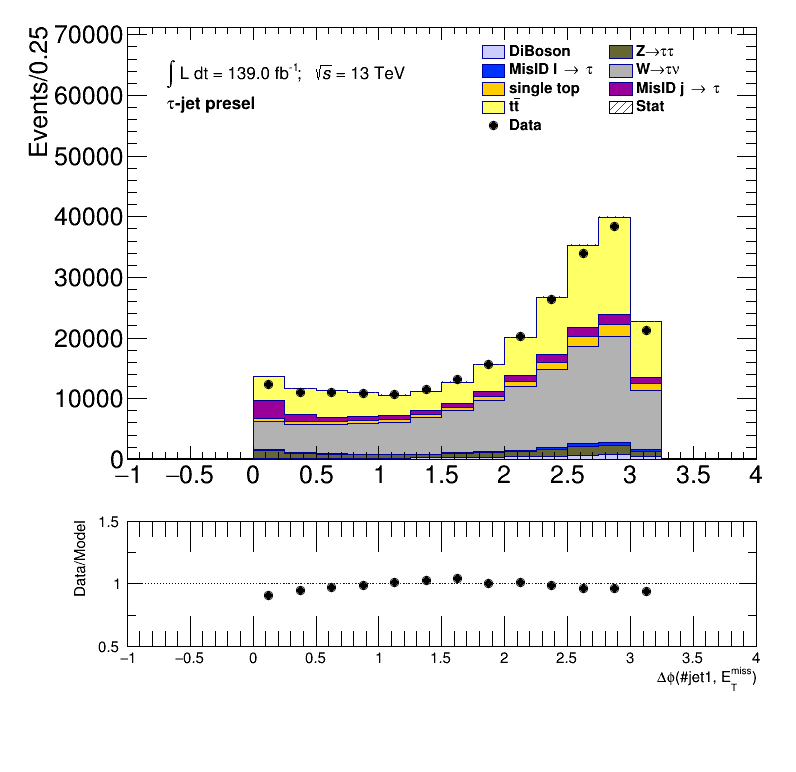 70000
60000
50000
40000
30000
20000
10000
0
Events/0.25
∫ L dt = 139.0 fb⁻¹; √s = 13 TeV
τ-jet presel
DiBoson
Z→ττ
MisID l → τ
W→τν
single top
MisID j → τ
tt̄
Stat
Data
−1 −0.5 0 0.5 1 1.5 2 2.5 3 3.5 4
1.5
1
0.5
Data/Model
−1 −0.5 0 0.5 1 1.5 2 2.5 3 3.5 4
Δϕ(#jet1, E_T^miss)